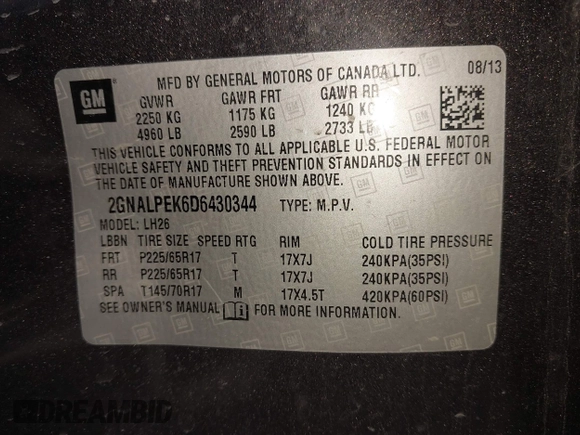 GM
MFD BY GENERAL MOTORS OF CANADA LTD. 08/13
GVWR GAWR FRT GAWR RR
2250 KG 1175 KG 1240 KG
4960 LB 2590 LB 2733 LB
THIS VEHICLE CONFORMS TO ALL APPLICABLE U.S. FEDERAL MOTOR
VEHICLE SAFETY AND THEFT PREVENTION STANDARDS IN EFFECT ON
THE DATE OF MANUFACTURE SHOWN ABOVE.
2GNALPEK6D6430344 TYPE: M.P.V.
MODEL: LH26
LBBN TIRE SIZE SPEED RTG RIM COLD TIRE PRESSURE
FRT P225/65R17 T 17X7J 240KPA(35PSI)
RR P225/65R17 T 17X7J 240KPA(35PSI)
SPA T145/70R17 M 17X4.5T 420KPA(60PSI)
SEE OWNER'S MANUAL FOR MORE INFORMATION.
DREAMBID